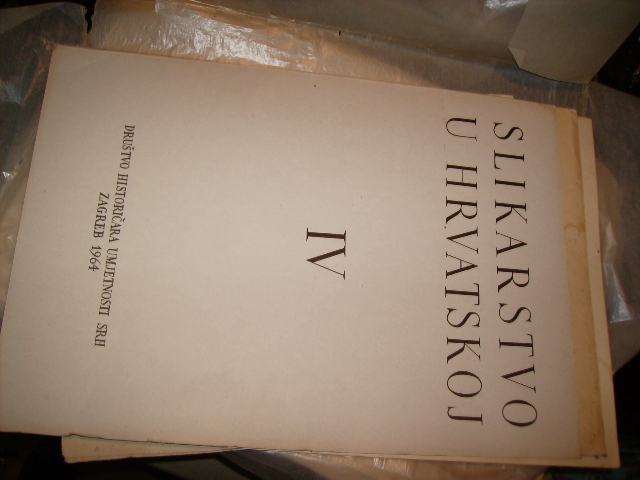 SLIKARSTVO
U HRVATSKOJ
IV
DRUŠTVO HISTORIČARA UMJETNOSTI SRH
ZAGREB 1964